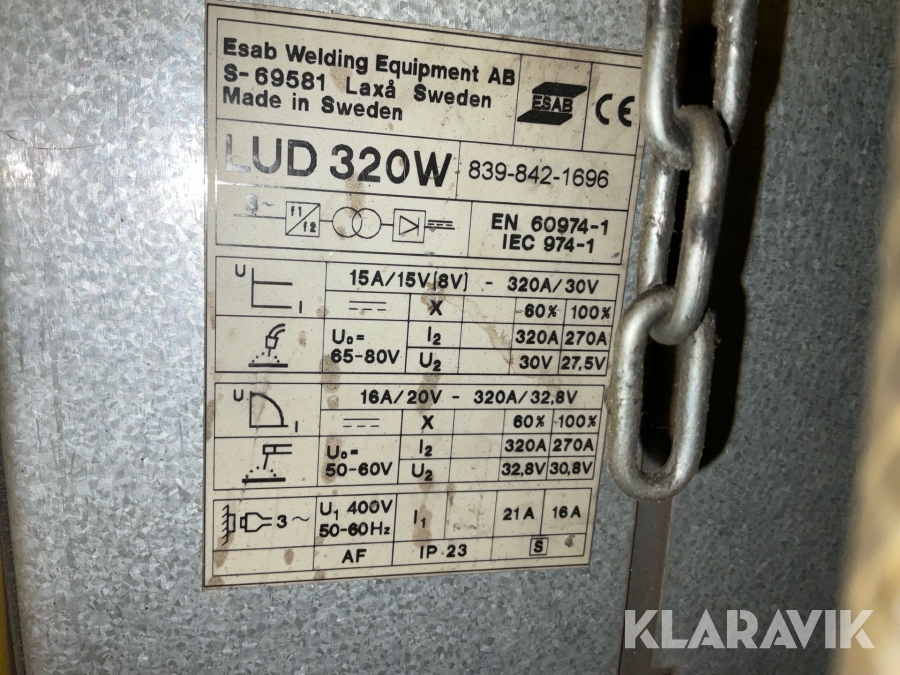 Esab Welding Equipment AB
S-69581 Laxå Sweden
Made in Sweden
ESAB
CE
LUD 320W
839-842-1696
3~
f1
f2
EN 60974-1
IEC 974-1
U
I
15A/15V(8V) - 320A/30V
X 60% 100%
U₀=
65-80V
I₂ 320A 270A
U₂ 30V 27,5V
U
I
16A/20V - 320A/32,8V
X 60% 100%
U₀=
50-60V
I₂ 320A 270A
U₂ 32,8V 30,8V
3~
U₁ 400V
50-60Hz
I₁ 21A 16A
AF IP 23 S
KLARAVIK